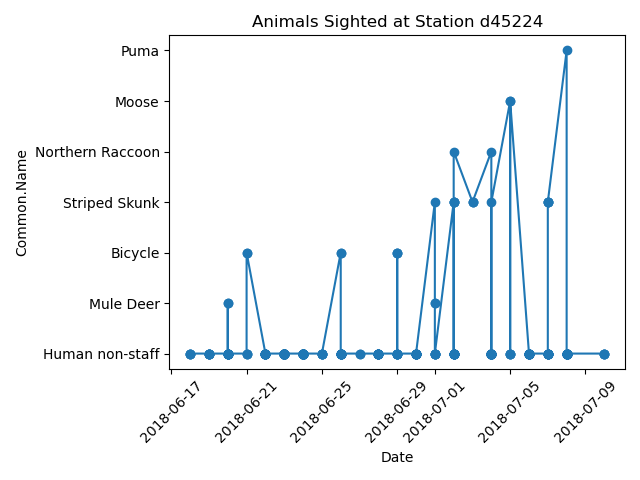 Animals Sighted at Station d45224
Puma
Moose
Northern Raccoon
Striped Skunk
Bicycle
Mule Deer
Human non-staff
Common.Name
2018-06-17
2018-06-21
2018-06-25
2018-06-29
2018-07-01
2018-07-05
2018-07-09
Date